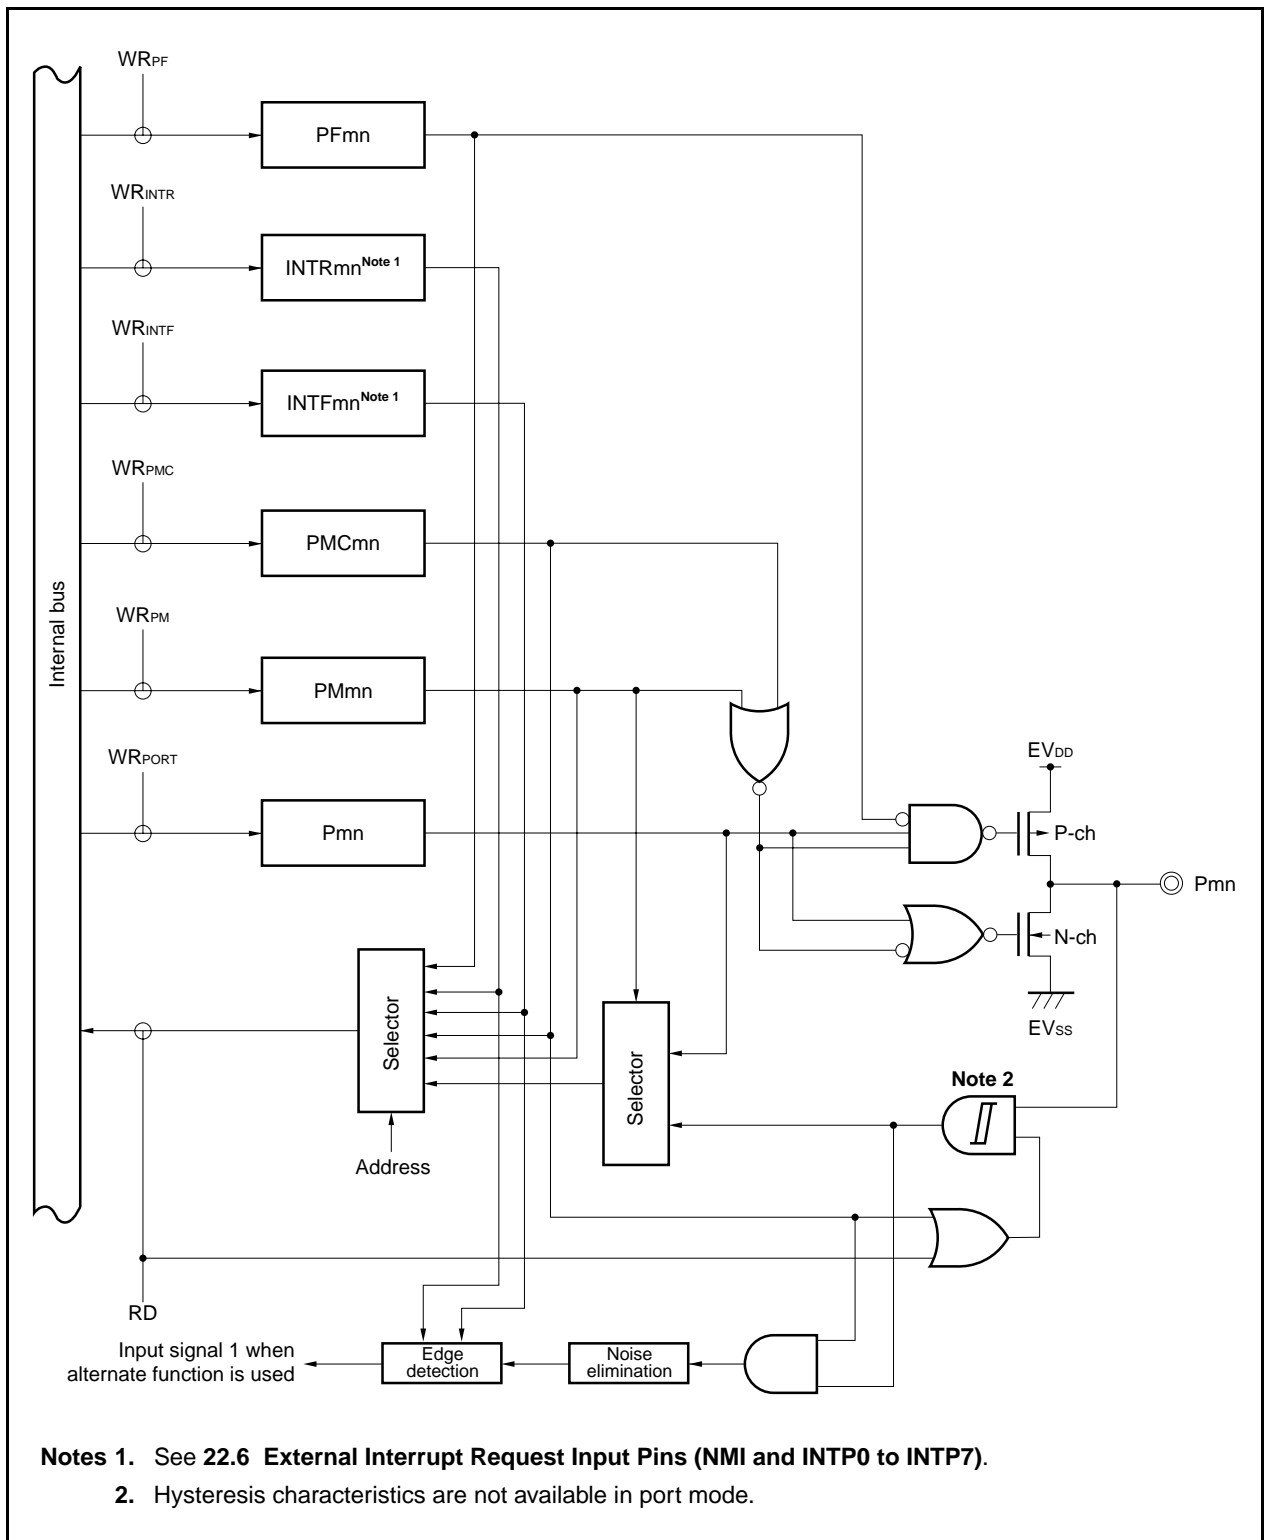 WRPF
PFmn
WRINTR
INTRmnNote 1
WRINTF
INTFmnNote 1
WRPMC
PMCmn
Internal bus
WRPM
PMmn
WRPORT
Pmn
EVDD
P-ch
Pmn
N-ch
EVSS
Selector
Selector
Note 2
Address
RD
Input signal 1 when
alternate function is used
Edge
detection
Noise
elimination
Notes 1. See 22.6 External Interrupt Request Input Pins (NMI and INTP0 to INTP7).
2. Hysteresis characteristics are not available in port mode.